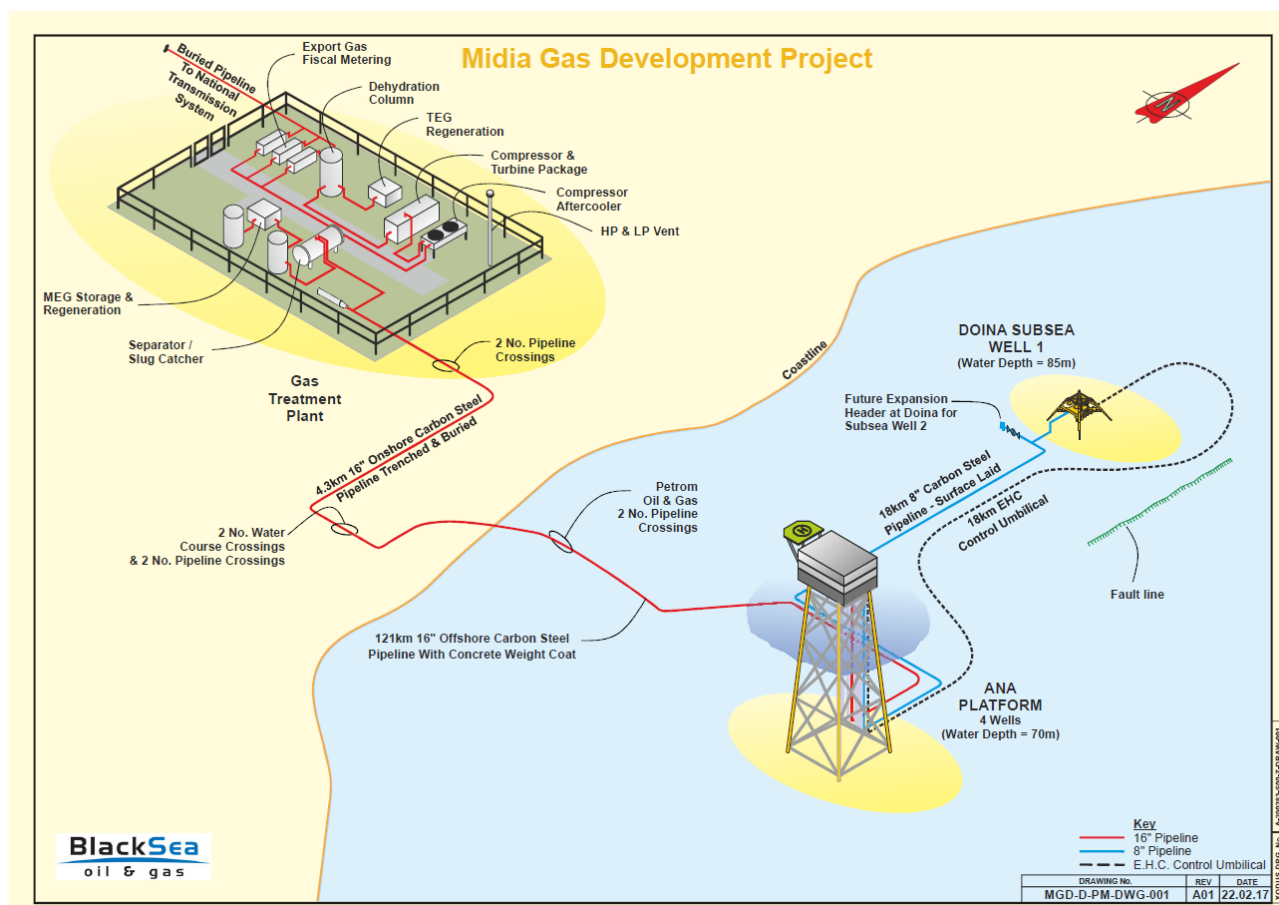 Midia Gas Development Project
Buried Pipeline
To National
Transmission
System
Export Gas
Fiscal Metering
Dehydration
Column
TEG
Regeneration
Compressor &
Turbine Package
Compressor
Aftercooler
HP & LP Vent
N
MEG Storage &
Regeneration
Separator /
Slug Catcher
Gas
Treatment
Plant
2 No. Pipeline
Crossings
4.3km 16" Onshore Carbon Steel
Pipeline Trenched & Buried
2 No. Water
Course Crossings
& 2 No. Pipeline Crossings
Coastline
Petrom
Oil & Gas
2 No. Pipeline
Crossings
121km 16" Offshore Carbon Steel
Pipeline With Concrete Weight Coat
DOINA SUBSEA
WELL 1
(Water Depth = 85m)
Future Expansion
Header at Doina for
Subsea Well 2
18km 8" Carbon Steel
Pipeline - Surface Laid
18km EHC
Control Umbilical
Fault line
H
ANA
PLATFORM
4 Wells
(Water Depth = 70m)
BlackSea
oil & gas
Key
16" Pipeline
8" Pipeline
E.H.C. Control Umbilical
DRAWING No.
REV
DATE
MGD-D-PM-DWG-001
A01
22.02.17